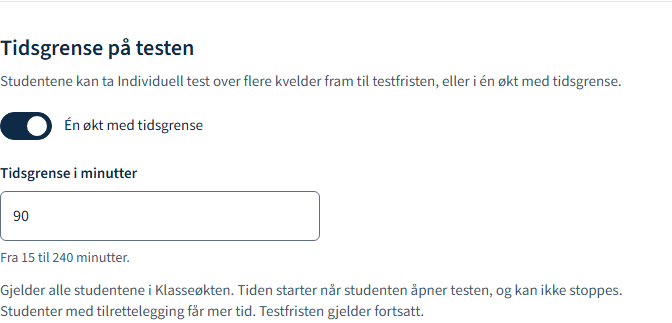 Tidsgrense på testen
Studentene kan ta Individuell test over flere kvelder fram til testfristen, eller i én økt med tidsgrense.
Én økt med tidsgrense
Tidsgrense i minutter
90
Fra 15 til 240 minutter.
Gjelder alle studentene i Klasseøkten. Tiden starter når studenten åpner testen, og kan ikke stoppes.
Studenter med tilrettelegging får mer tid. Testfristen gjelder fortsatt.